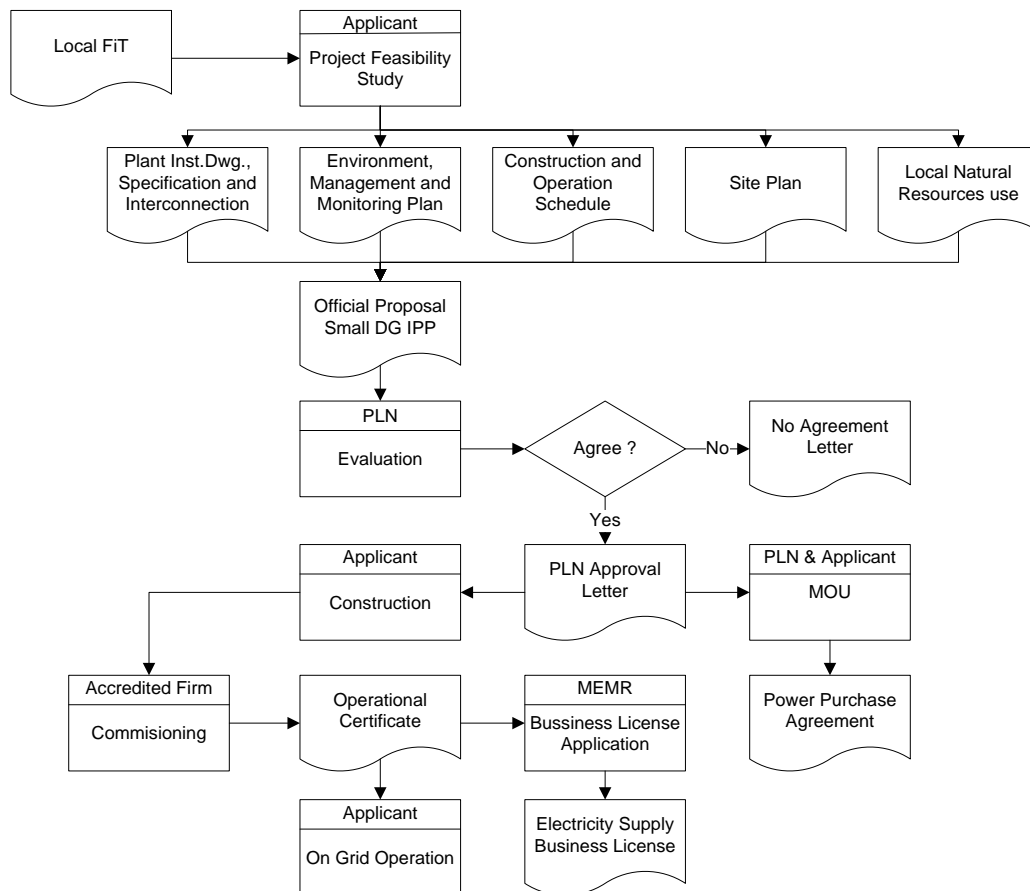 Local FiT
Applicant
Project Feasibility
Study
Plant Inst.Dwg.,
Specification and
Interconnection
Environment,
Management and
Monitoring Plan
Construction and
Operation
Schedule
Site Plan
Local Natural
Resources use
Official Proposal
Small DG IPP
PLN
Evaluation
Agree ?
No
No Agreement
Letter
Yes
Applicant
Construction
PLN Approval
Letter
PLN & Applicant
MOU
Accredited Firm
Commisioning
Operational
Certificate
MEMR
Bussiness License
Application
Power Purchase
Agreement
Applicant
On Grid Operation
Electricity Supply
Business License